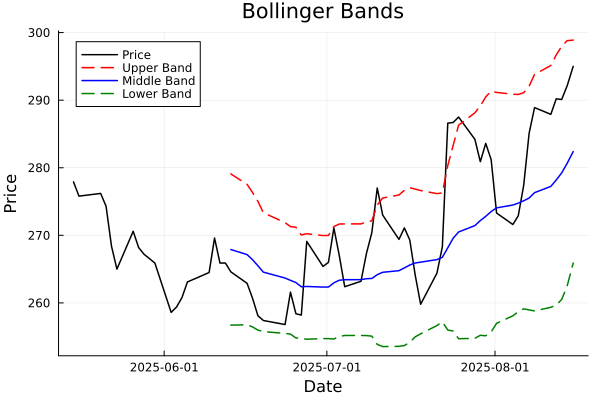 Bollinger Bands
300
Price
Upper Band
Middle Band
Lower Band
290
280
270
260
Price
2025-06-01
2025-07-01
2025-08-01
Date